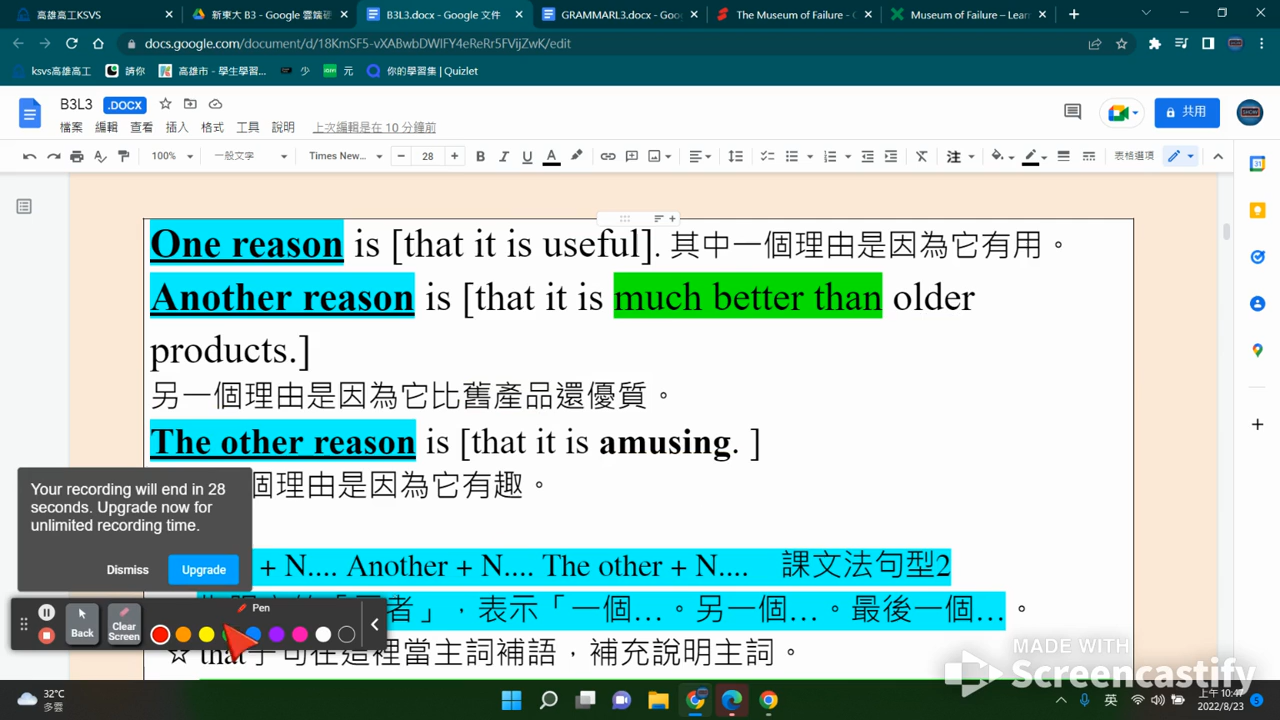 高雄高工KSVS
新東大 B3 - Google 雲端硬
B3L3.docx - Google 文件
GRAMMARL3.docx - Goo
The Museum of Failure - 
Museum of Failure – Lear
docs.google.com/document/d/18KmSF5-vXABwbDWlFY4eReRr5FVijZwK/edit
ksvs高雄高工
請你
高雄市 - 學生學習...
少
元
你的學習集 | Quizlet
B3L3 .DOCX
共用
檔案 編輯 查看 插入 格式 工具 說明 上次編輯是在 10 分鐘前
100% 一般文字 Times New... − 28 + B I U A 注 表格選項
One reason is [that it is useful]. 其中一個理由是因為它有用。
Another reason is [that it is much better than older
products.]
另一個理由是因為它比舊產品還優質。
The other reason is [that it is amusing. ]
個理由是因為它有趣。
Your recording will end in 28
seconds. Upgrade now for
unlimited recording time.
Dismiss Upgrade
+ N.... Another + N.... The other + N.... 課文法句型2
者」，表示「一個…。另一個…。最後一個…。
Pen
Back
Clear
Screen
☆ that子句在這裡當主詞補語，補充說明主詞。
MADE WITH
Screencastify
32°C
多雲
英
上午 10:47
2022/8/23
5